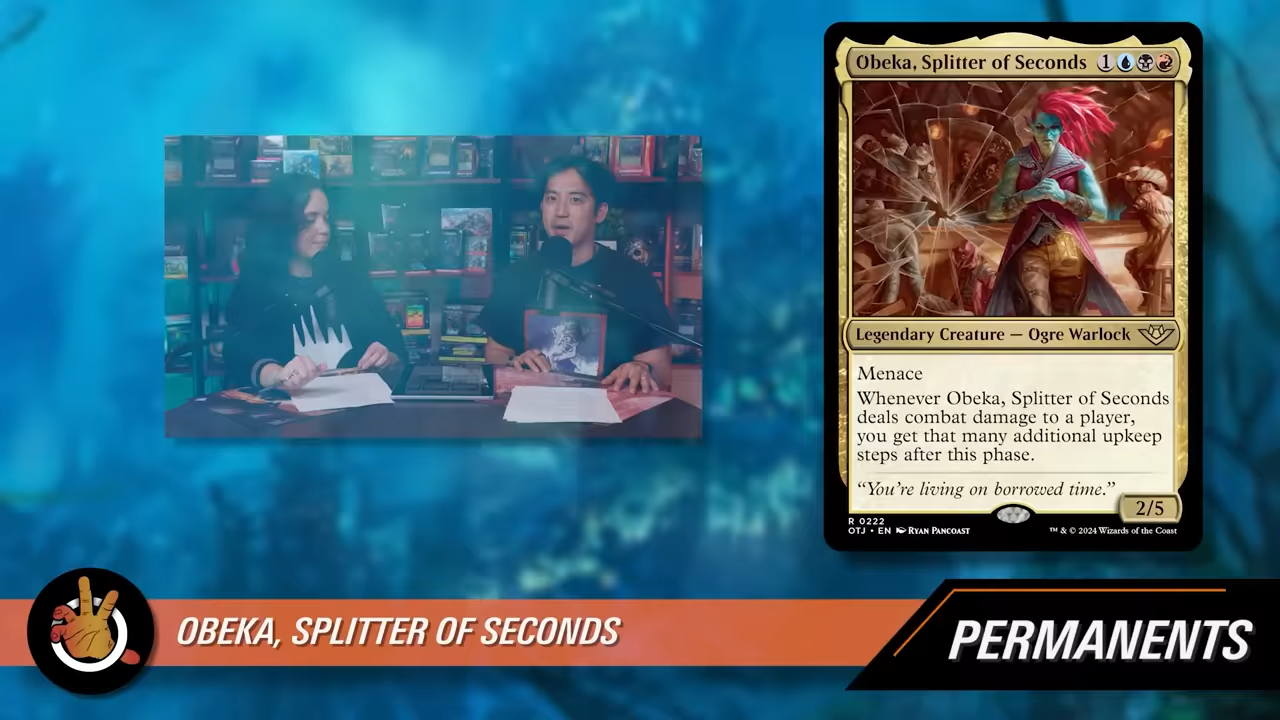 Obeka, Splitter of Seconds 1
Legendary Creature — Ogre Warlock
Menace
Whenever Obeka, Splitter of Seconds
deals combat damage to a player,
you get that many additional upkeep
steps after this phase.
“You’re living on borrowed time.”
2/5
R 0222
OTJ • EN RYAN PANCOAST
™ & © 2024 Wizards of the Coast
OBEKA, SPLITTER OF SECONDS
PERMANENTS